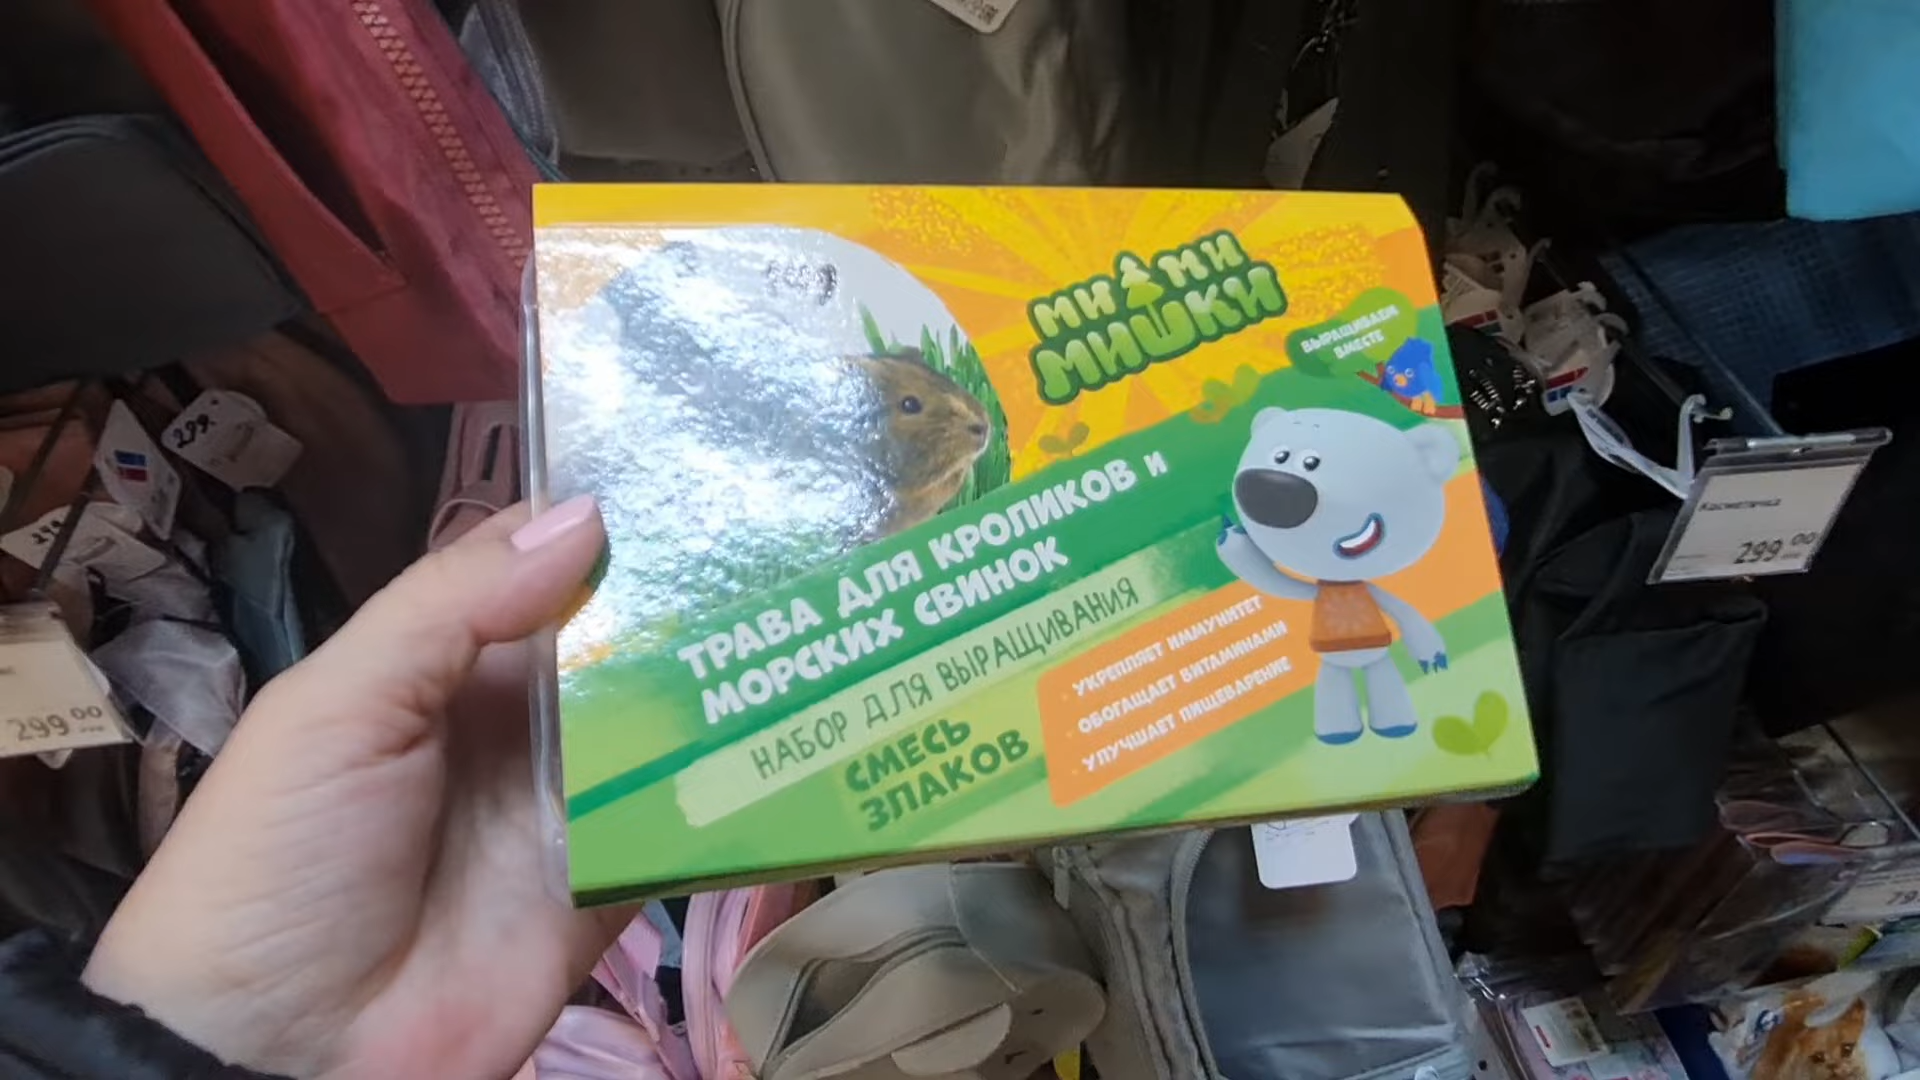 МИ МИ
МИШКИ
ВЫРАЩИВАЕМ
ВМЕСТЕ
ТРАВА ДЛЯ КРОЛИКОВ и
МОРСКИХ СВИНОК
НАБОР ДЛЯ ВЫРАЩИВАНИЯ
СМЕСЬ
ЗЛАКОВ
УКРЕПЛЯЕТ ИММУНИТЕТ
ОБОГАЩАЕТ ВИТАМИНАМИ
УЛУЧШАЕТ ПИЩЕВАРЕНИЕ
299.
299 00
Косметичка
299 00